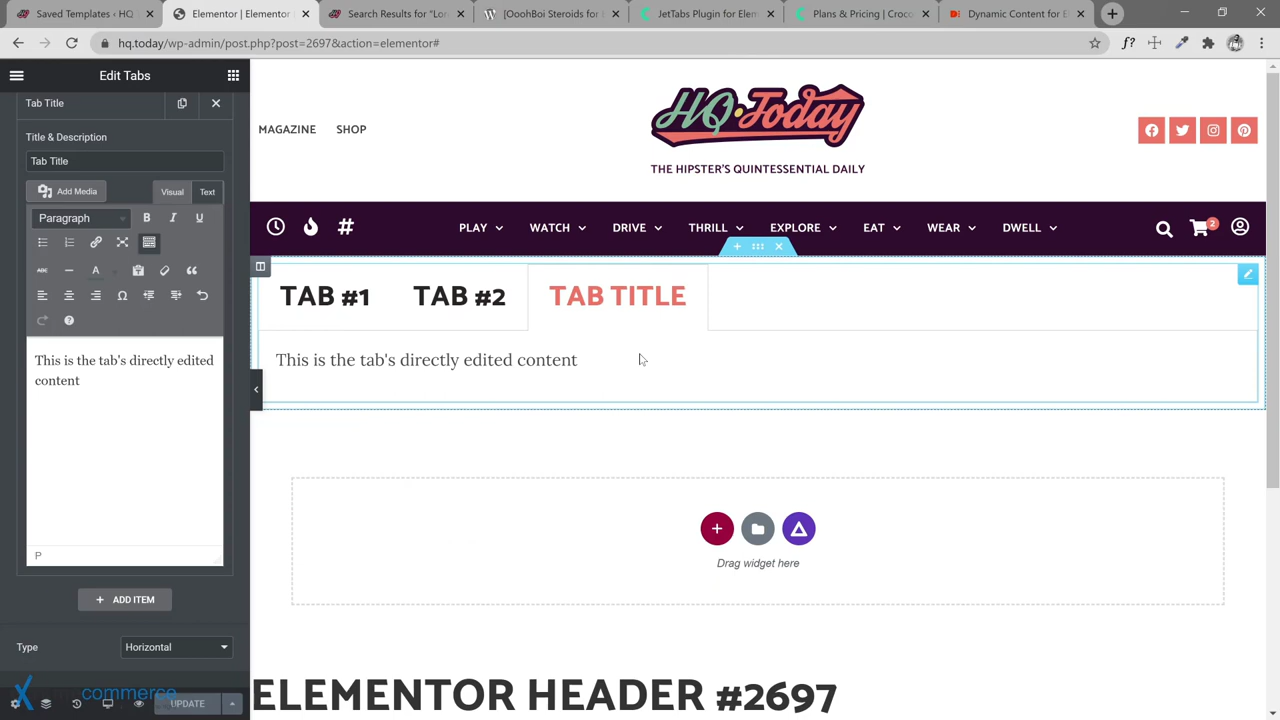 Saved Templates ‹ HQ
Elementor | Elementor
Search Results for "Lon
[OoohBoi Steroids for
JetTabs Plugin for Elem
Plans & Pricing | Croco
Dynamic Content for E
hq.today/wp-admin/post.php?post=2697&action=elementor#
Edit Tabs
Tab Title
Title & Description
Tab Title
Add Media
Visual
Text
Paragraph
B
I
U
ABC
A
This is the tab's directly edited
content
P
ADD ITEM
Type
Horizontal
commerce
UPDATE
MAGAZINE
SHOP
HQ Today
THE HIPSTER'S QUINTESSENTIAL DAILY
PLAY
WATCH
DRIVE
THRILL
EXPLORE
EAT
WEAR
DWELL
2
TAB #1
TAB #2
TAB TITLE
This is the tab's directly edited content
Drag widget here
ELEMENTOR HEADER #2697